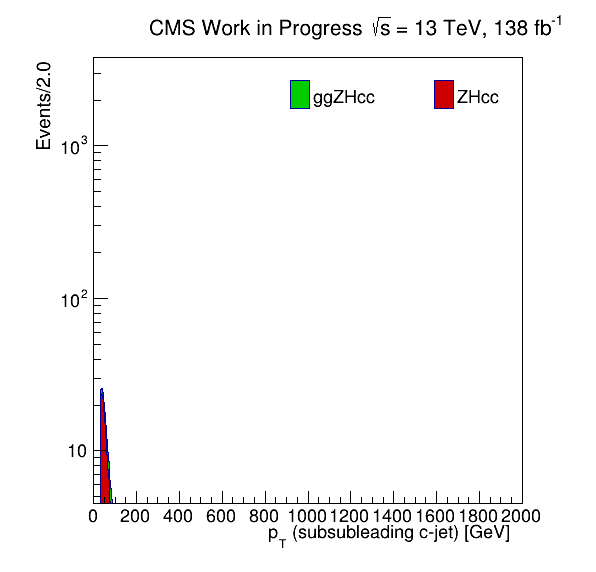 CMS Work in Progress √s = 13 TeV, 138 fb⁻¹
Events/2.0
ggZHcc
ZHcc
10³
10²
10
0 200 400 600 800 1000 1200 1400 1600 1800 2000
p_T (subsubleading c-jet) [GeV]